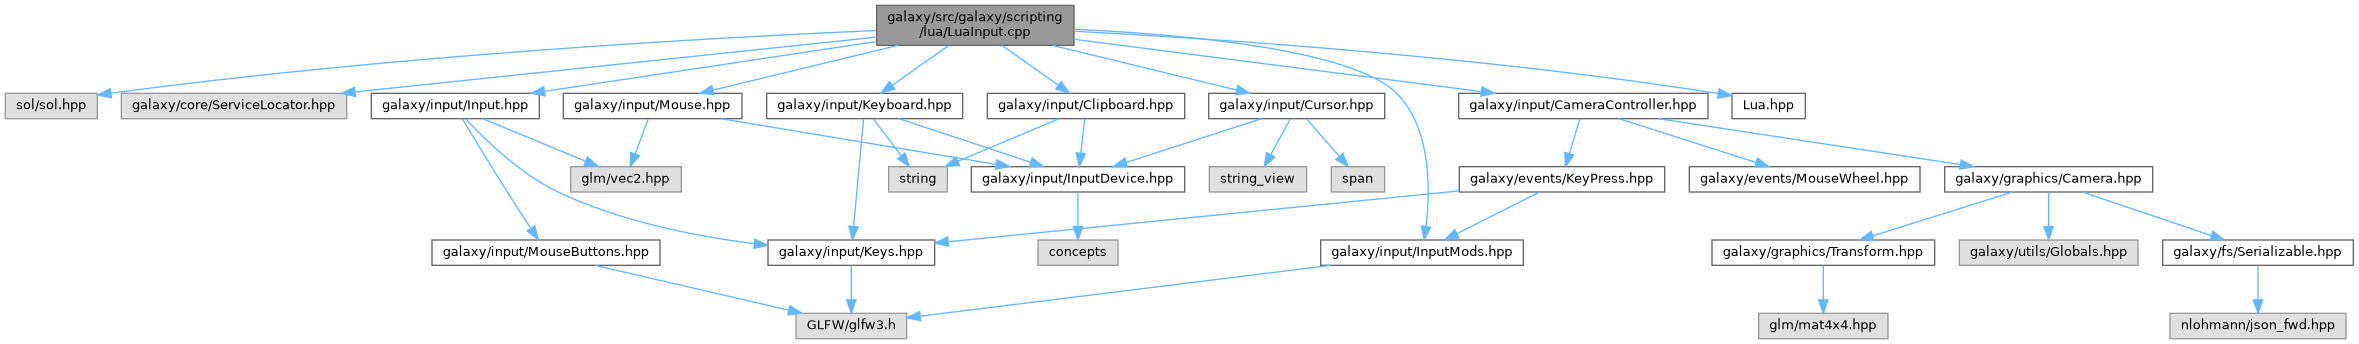 galaxy/src/galaxy/scripting
/lua/LuaInput.cpp
sol/sol.hpp
galaxy/core/ServiceLocator.hpp
galaxy/input/Input.hpp
galaxy/input/Mouse.hpp
galaxy/input/Keyboard.hpp
galaxy/input/Clipboard.hpp
galaxy/input/Cursor.hpp
galaxy/input/CameraController.hpp
Lua.hpp
glm/vec2.hpp
string
galaxy/input/InputDevice.hpp
string_view
span
galaxy/events/KeyPress.hpp
galaxy/events/MouseWheel.hpp
galaxy/graphics/Camera.hpp
galaxy/input/MouseButtons.hpp
galaxy/input/Keys.hpp
concepts
galaxy/input/InputMods.hpp
galaxy/graphics/Transform.hpp
galaxy/utils/Globals.hpp
galaxy/fs/Serializable.hpp
GLFW/glfw3.h
glm/mat4x4.hpp
nlohmann/json_fwd.hpp